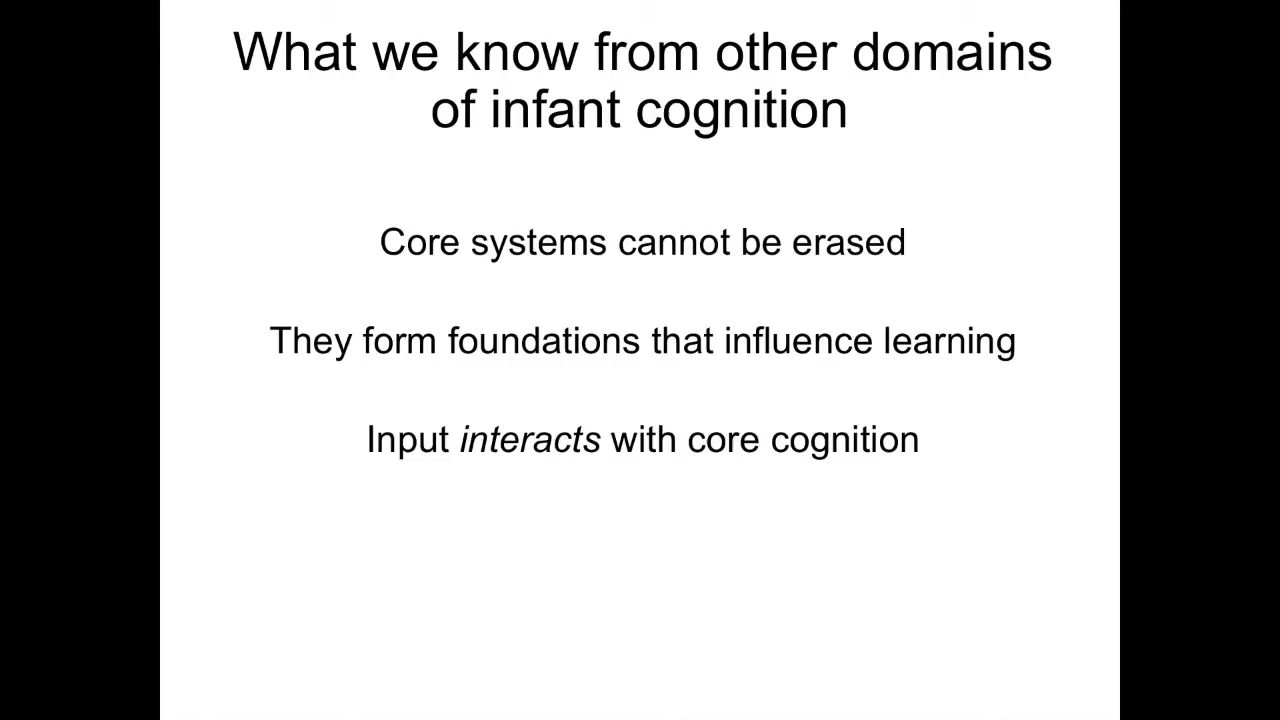 What we know from other domains
of infant cognition
Core systems cannot be erased
They form foundations that influence learning
Input interacts with core cognition